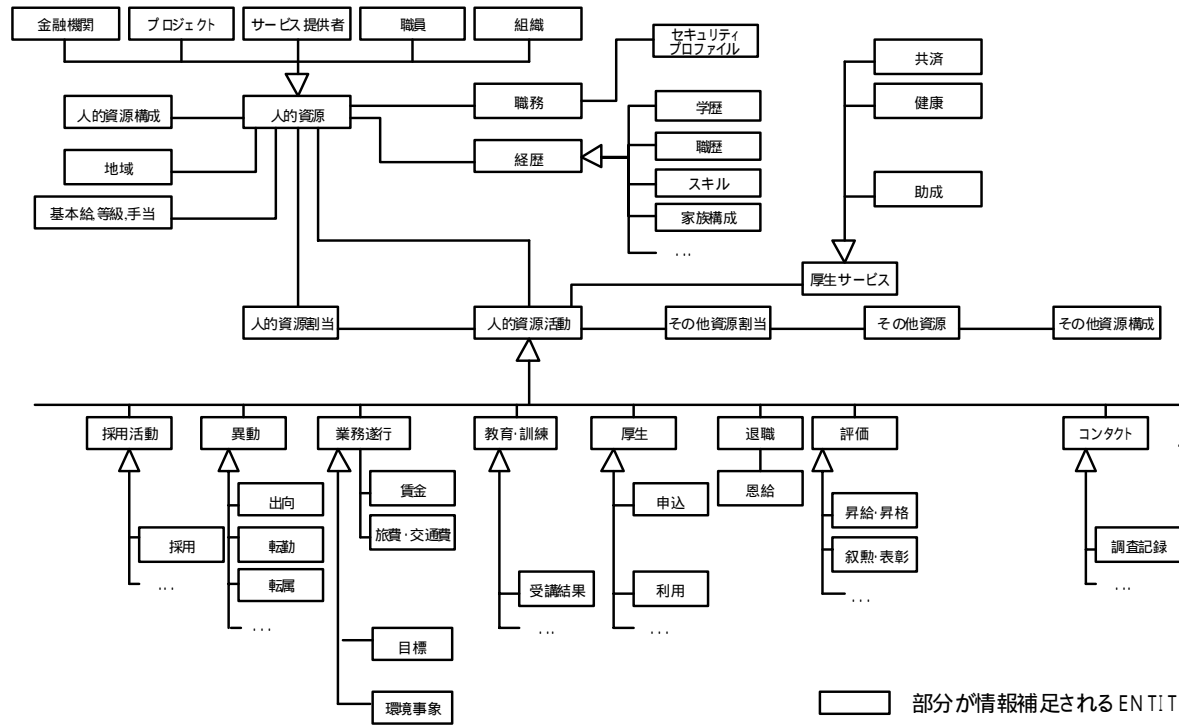 金融機関
プロジェクト
サービス提供者
職員
組織
セキュリティ
プロファイル
共済
人的資源構成
人的資源
職務
学歴
健康
地域
経歴
職歴
スキル
助成
基本給,等級,手当
家族構成
...
厚生サービス
人的資源割当
人的資源活動
その他資源割当
その他資源
その他資源構成
採用活動
異動
業務遂行
教育・訓練
厚生
退職
評価
コンタクト
賃金
恩給
出向
申込
昇給・昇格
旅費・交通費
採用
転勤
叙勲・表彰
調査記録
...
転属
受講結果
利用
...
...
...
...
...
目標
環境事象
部分が情報補足されるENTIT